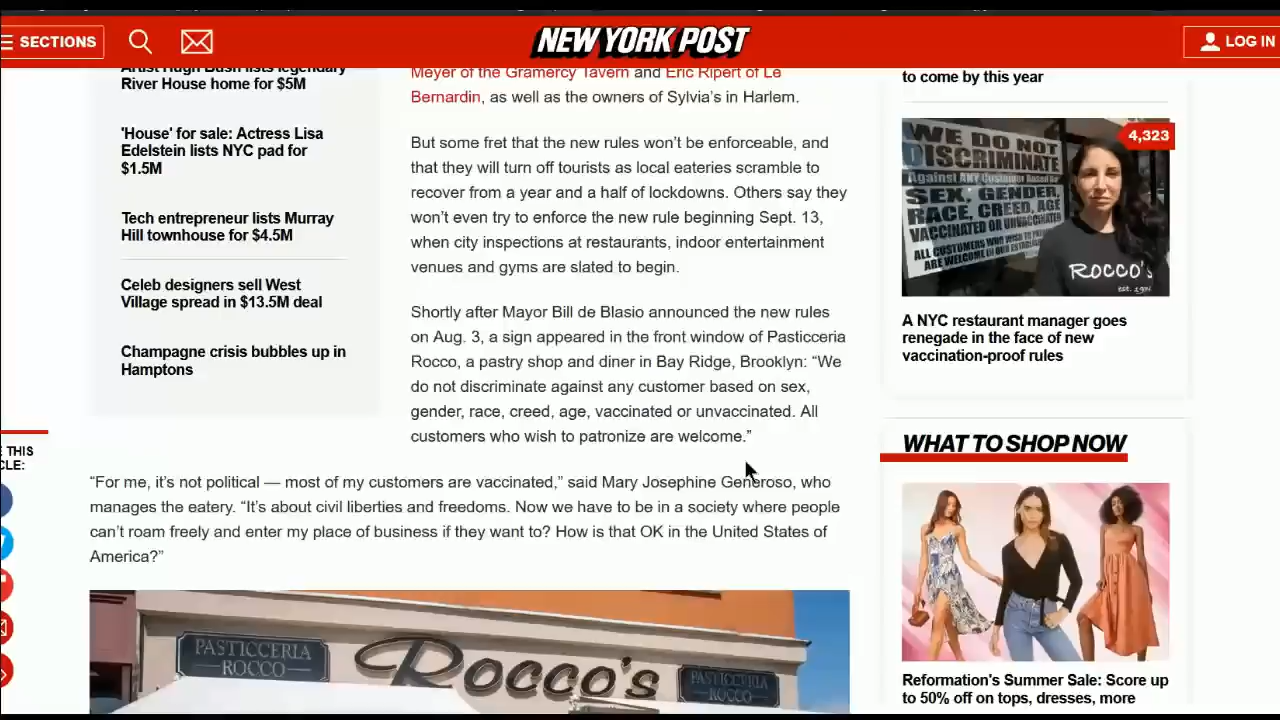 SECTIONS
NEW YORK POST
LOG IN
Artist Hugh Bush lists legendary
River House home for $5M
'House' for sale: Actress Lisa
Edelstein lists NYC pad for
$1.5M
Tech entrepreneur lists Murray
Hill townhouse for $4.5M
Celeb designers sell West
Village spread in $13.5M deal
Champagne crisis bubbles up in
Hamptons
THIS
CLE:
Meyer of the Gramercy Tavern and Eric Ripert of Le
Bernardin, as well as the owners of Sylvia's in Harlem.
But some fret that the new rules won't be enforceable, and
that they will turn off tourists as local eateries scramble to
recover from a year and a half of lockdowns. Others say they
won't even try to enforce the new rule beginning Sept. 13,
when city inspections at restaurants, indoor entertainment
venues and gyms are slated to begin.
Shortly after Mayor Bill de Blasio announced the new rules
on Aug. 3, a sign appeared in the front window of Pasticceria
Rocco, a pastry shop and diner in Bay Ridge, Brooklyn: “We
do not discriminate against any customer based on sex,
gender, race, creed, age, vaccinated or unvaccinated. All
customers who wish to patronize are welcome.”
“For me, it's not political — most of my customers are vaccinated,” said Mary Josephine Generoso, who
manages the eatery. “It's about civil liberties and freedoms. Now we have to be in a society where people
can't roam freely and enter my place of business if they want to? How is that OK in the United States of
America?”
PASTICCERIA
ROCCO
Rocco's
PASTICCERIA
ROCCO
to come by this year
4,323
WE DO NOT
DISCRIMINATE
Against ANY Customer Based On
SEX, GENDER,
RACE, CREED, AGE
VACCINATED OR UNVACCINATED
ALL CUSTOMERS WHO WISH TO
ARE WELCOME IN OUR
ROCCO'S
est. 1974
A NYC restaurant manager goes
renegade in the face of new
vaccination-proof rules
WHAT TO SHOP NOW
Reformation's Summer Sale: Score up
to 50% off on tops, dresses, more